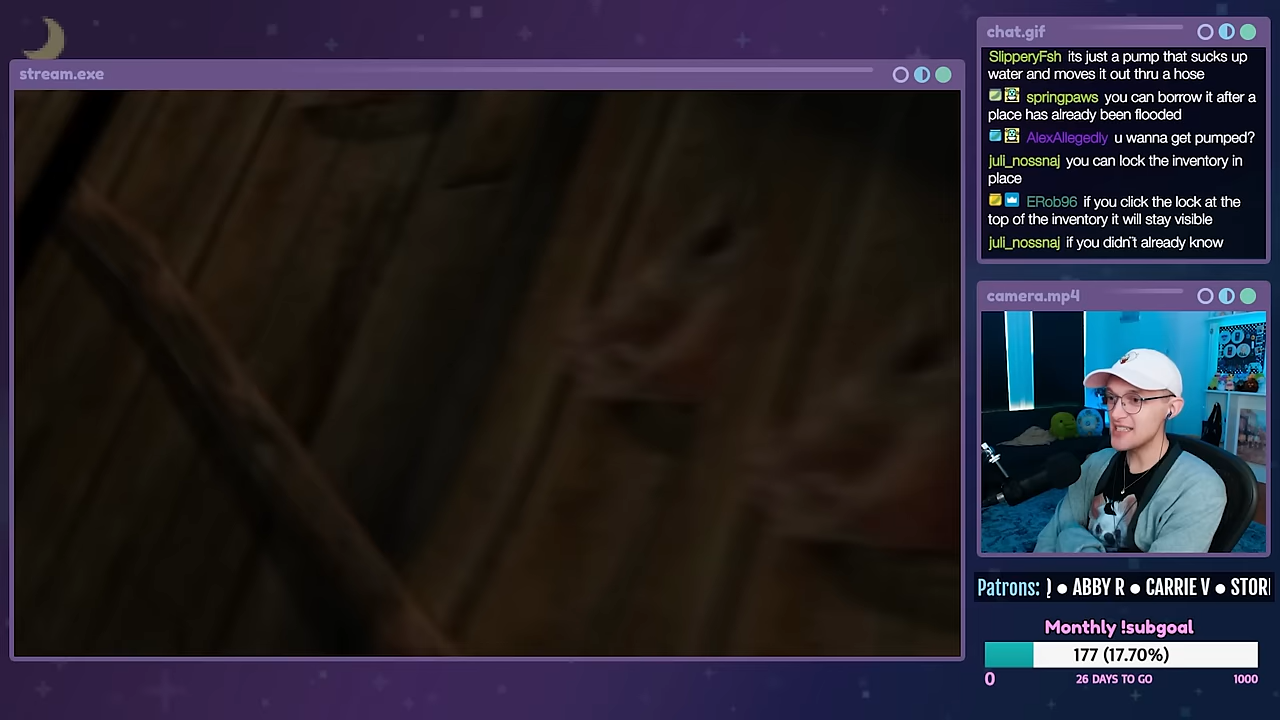 stream.exe
chat.gif
SlipperyFsh its just a pump that sucks up
water and moves it out thru a hose
springpaws you can borrow it after a
place has already been flooded
AlexAllegedly u wanna get pumped?
juli_nossnaj you can lock the inventory in
place
ERob96 if you click the lock at the
top of the inventory it will stay visible
juli_nossnaj if you didn't already know
camera.mp4
Patrons: ) ● ABBY R ● CARRIE V ● STOR
Monthly !subgoal
177 (17.70%)
0 26 DAYS TO GO 1000